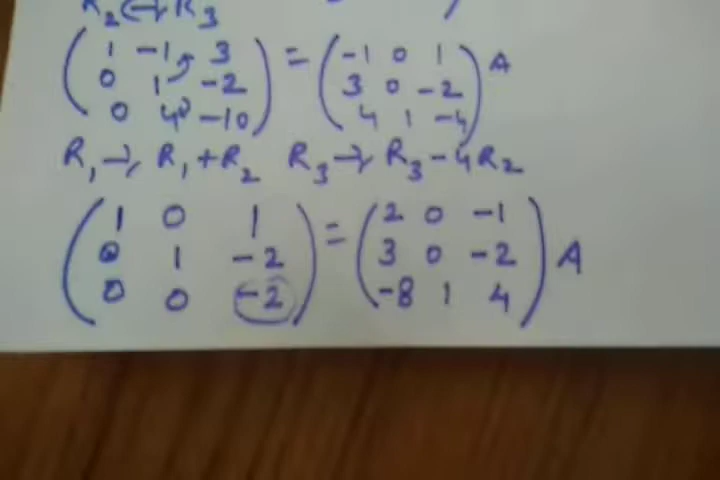 R₂ ↔ R₃
( 1 -1 3 ) = ( -1 0 1 ) A
( 0 1 -2 ) ( 3 0 -2 )
( 0 4 -10 ) ( 4 1 -4 )
R₁ → R₁ + R₂ R₃ → R₃ - 4R₂
( 1 0 1 ) = ( 2 0 -1 )
( 0 1 -2 ) ( 3 0 -2 ) A
( 0 0 -2 ) ( -8 1 4 )